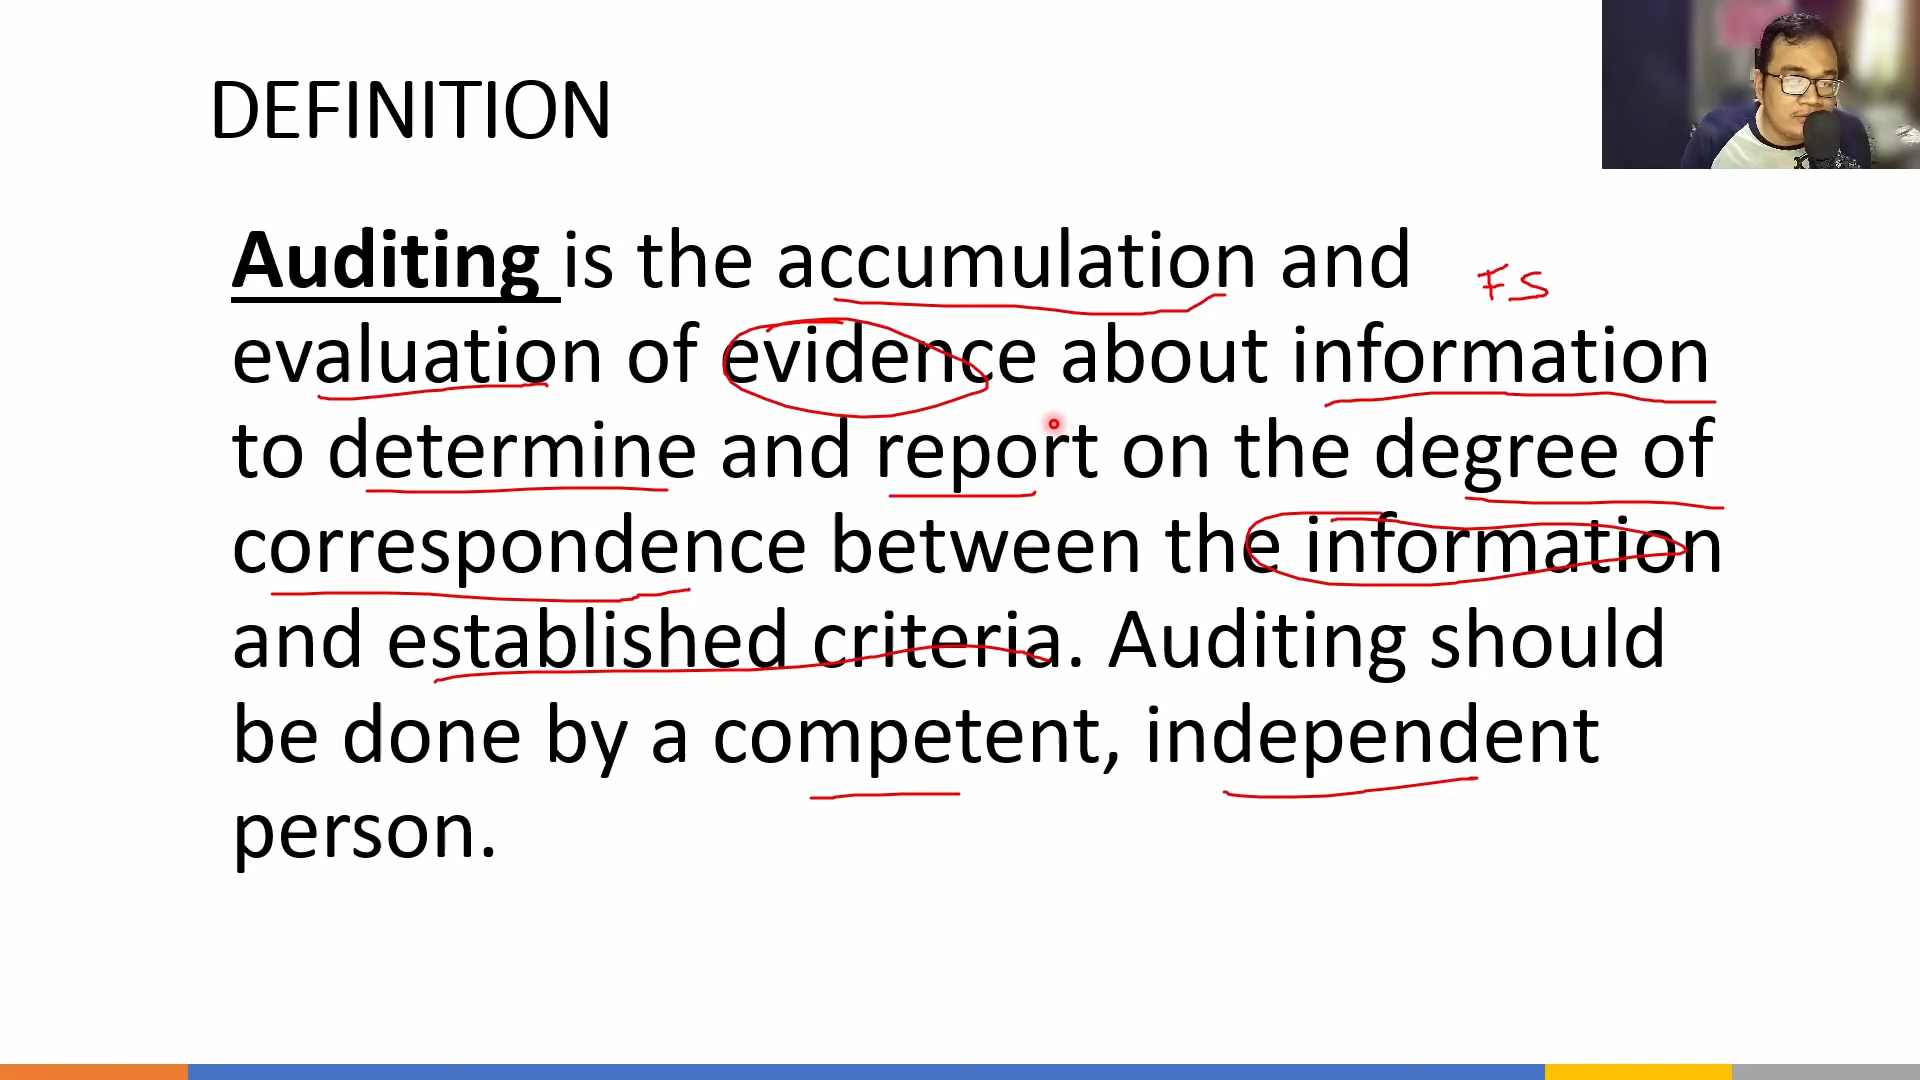 DEFINITION
Auditing is the accumulation and
FS
evaluation of evidence about information
to determine and report on the degree of
correspondence between the information
and established criteria. Auditing should
be done by a competent, independent
person.